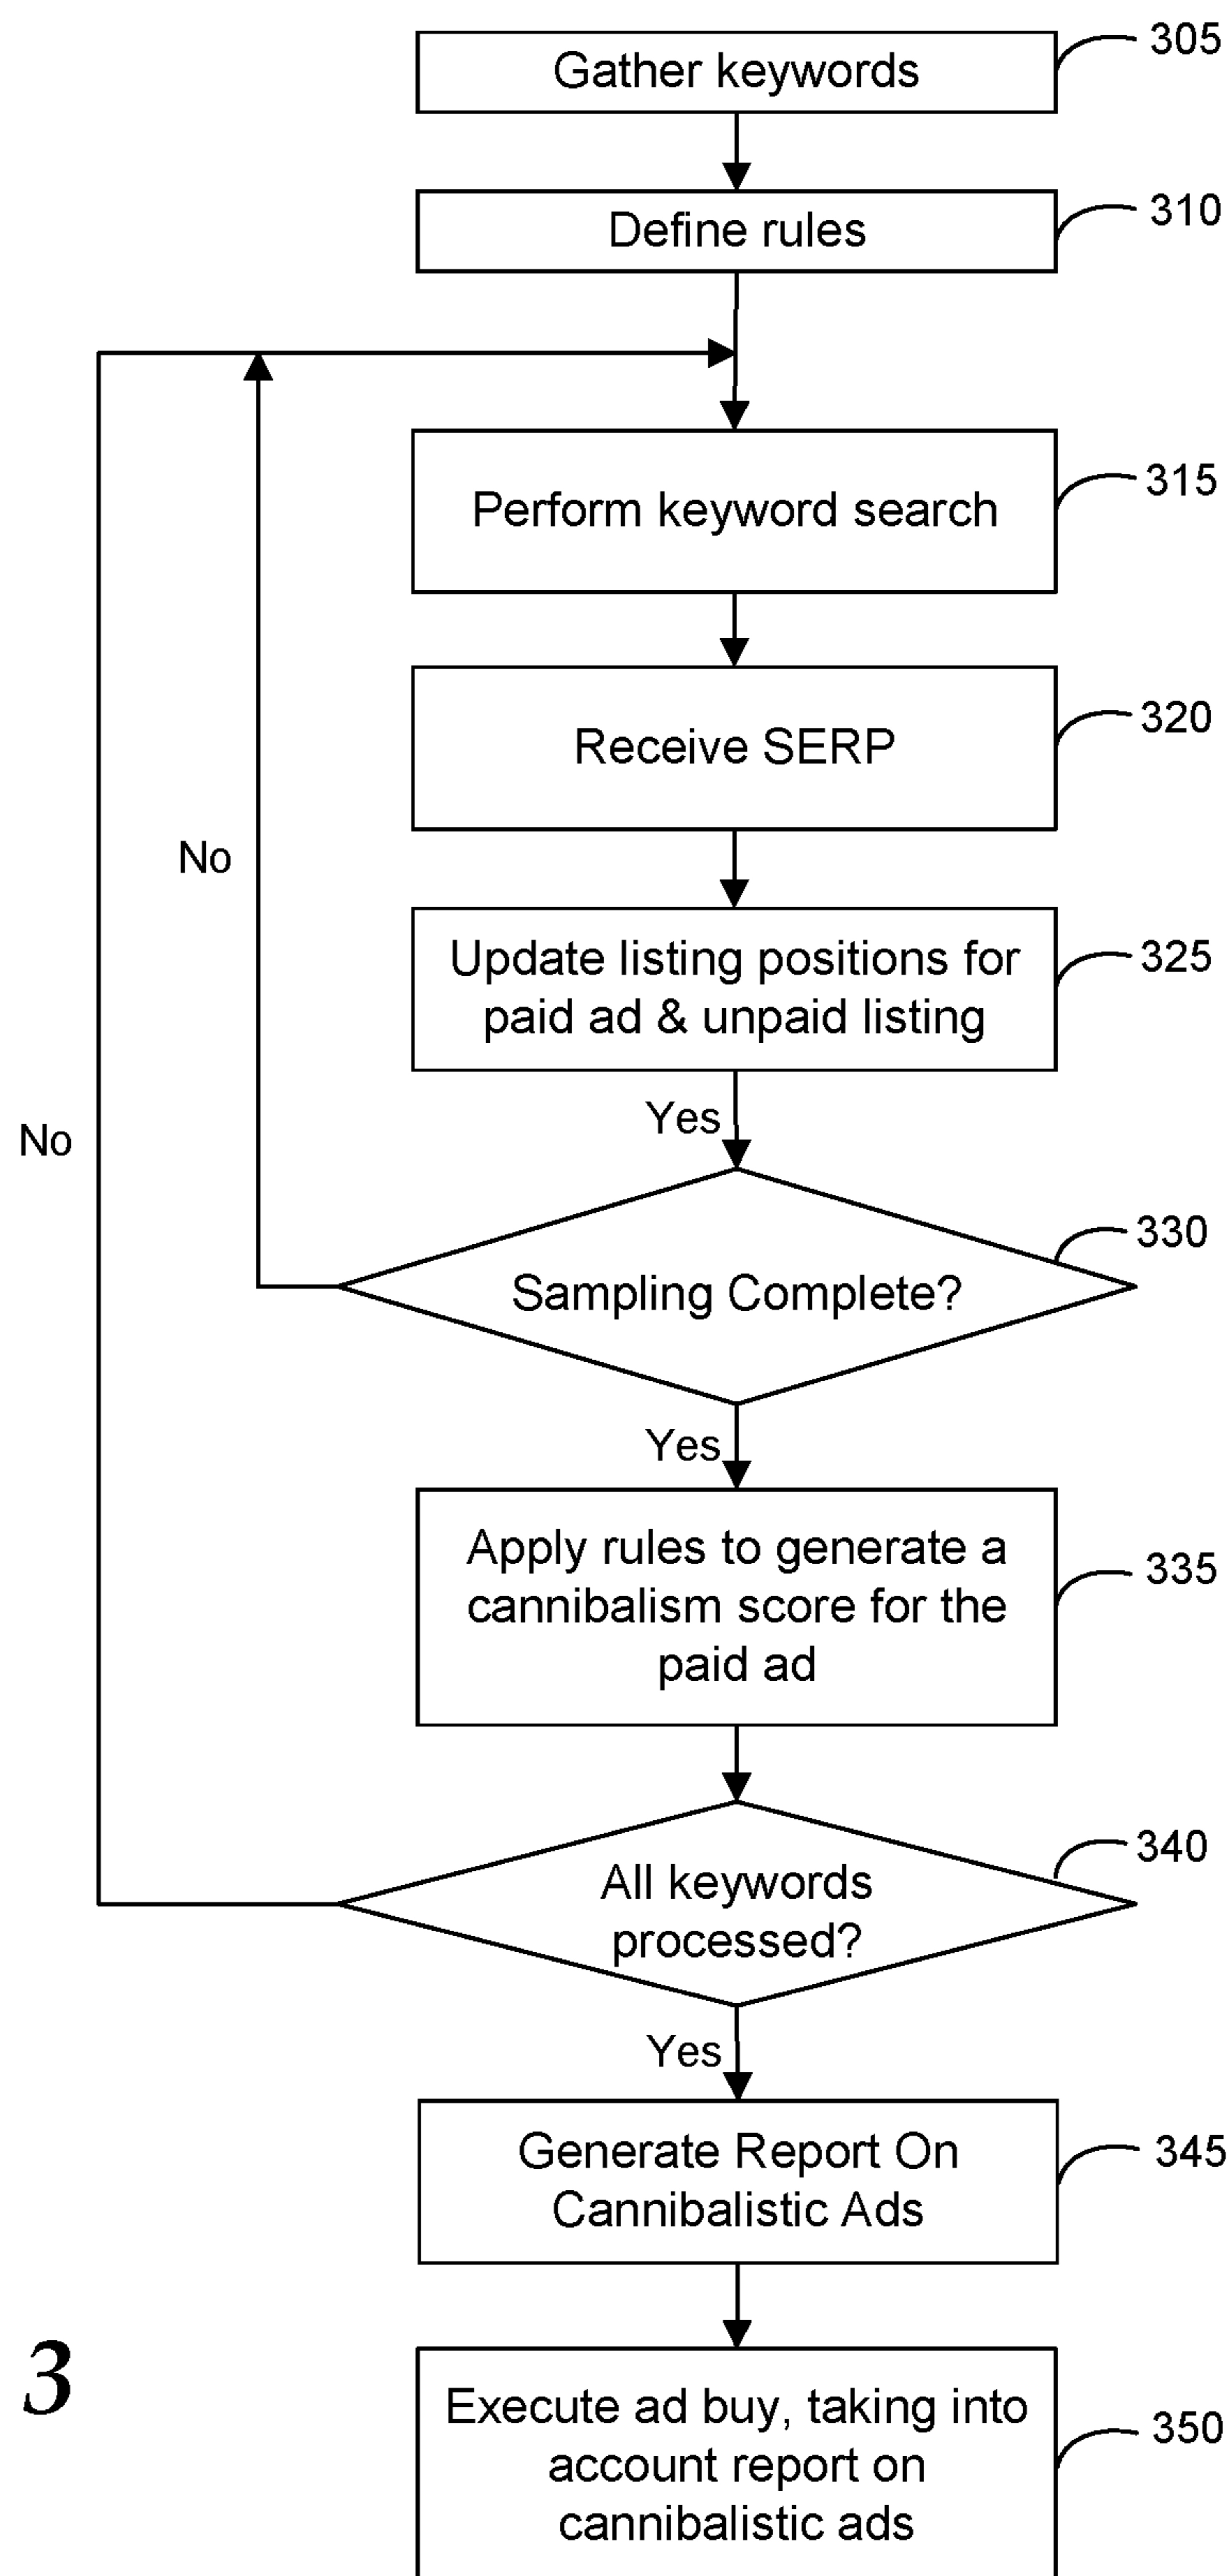 Gather keywords
305
Define rules
310
Perform keyword search
315
Receive SERP
320
No
Update listing positions for
paid ad & unpaid listing
325
Yes
No
Sampling Complete?
330
Yes
Apply rules to generate a
cannibalism score for the
paid ad
335
All keywords
processed?
340
Yes
Generate Report On
Cannibalistic Ads
345
3
Execute ad buy, taking into
account report on
cannibalistic ads
350